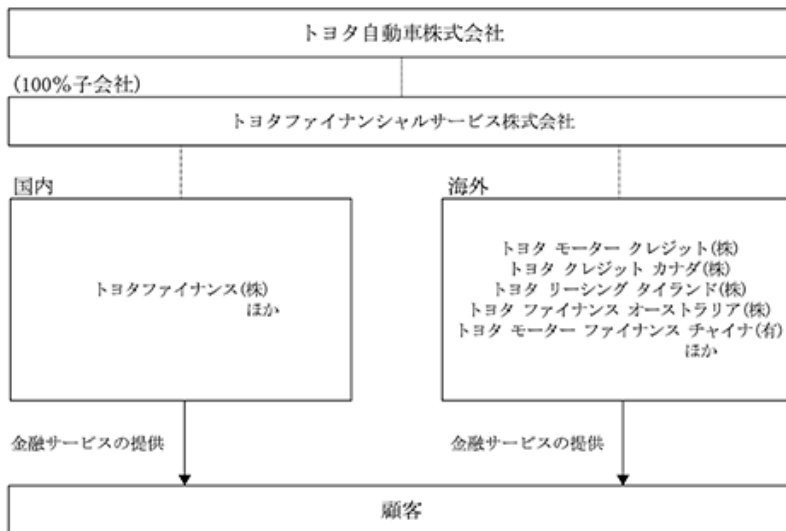 トヨタ自動車株式会社
(100%子会社)
トヨタファイナンシャルサービス株式会社
国内
トヨタファイナンス(株)
ほか
海外
トヨタ モーター クレジット(株)
トヨタ クレジット カナダ(株)
トヨタ リーシング タイランド(株)
トヨタ ファイナンス オーストラリア(株)
トヨタ モーター ファイナンス チャイナ(有)
ほか
金融サービスの提供
金融サービスの提供
顧客